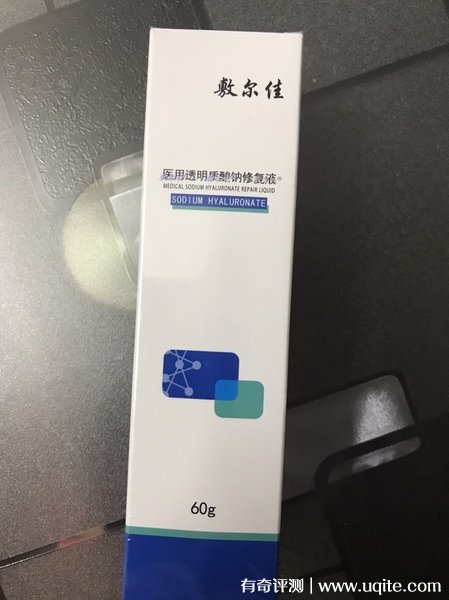 敷尔佳
医用透明质酸钠修复液®
MEDICAL SODIUM HYALURONATE REPAIR LIQUID
SODIUM HYALURONATE
60g
有奇评测 | www.uqite.com